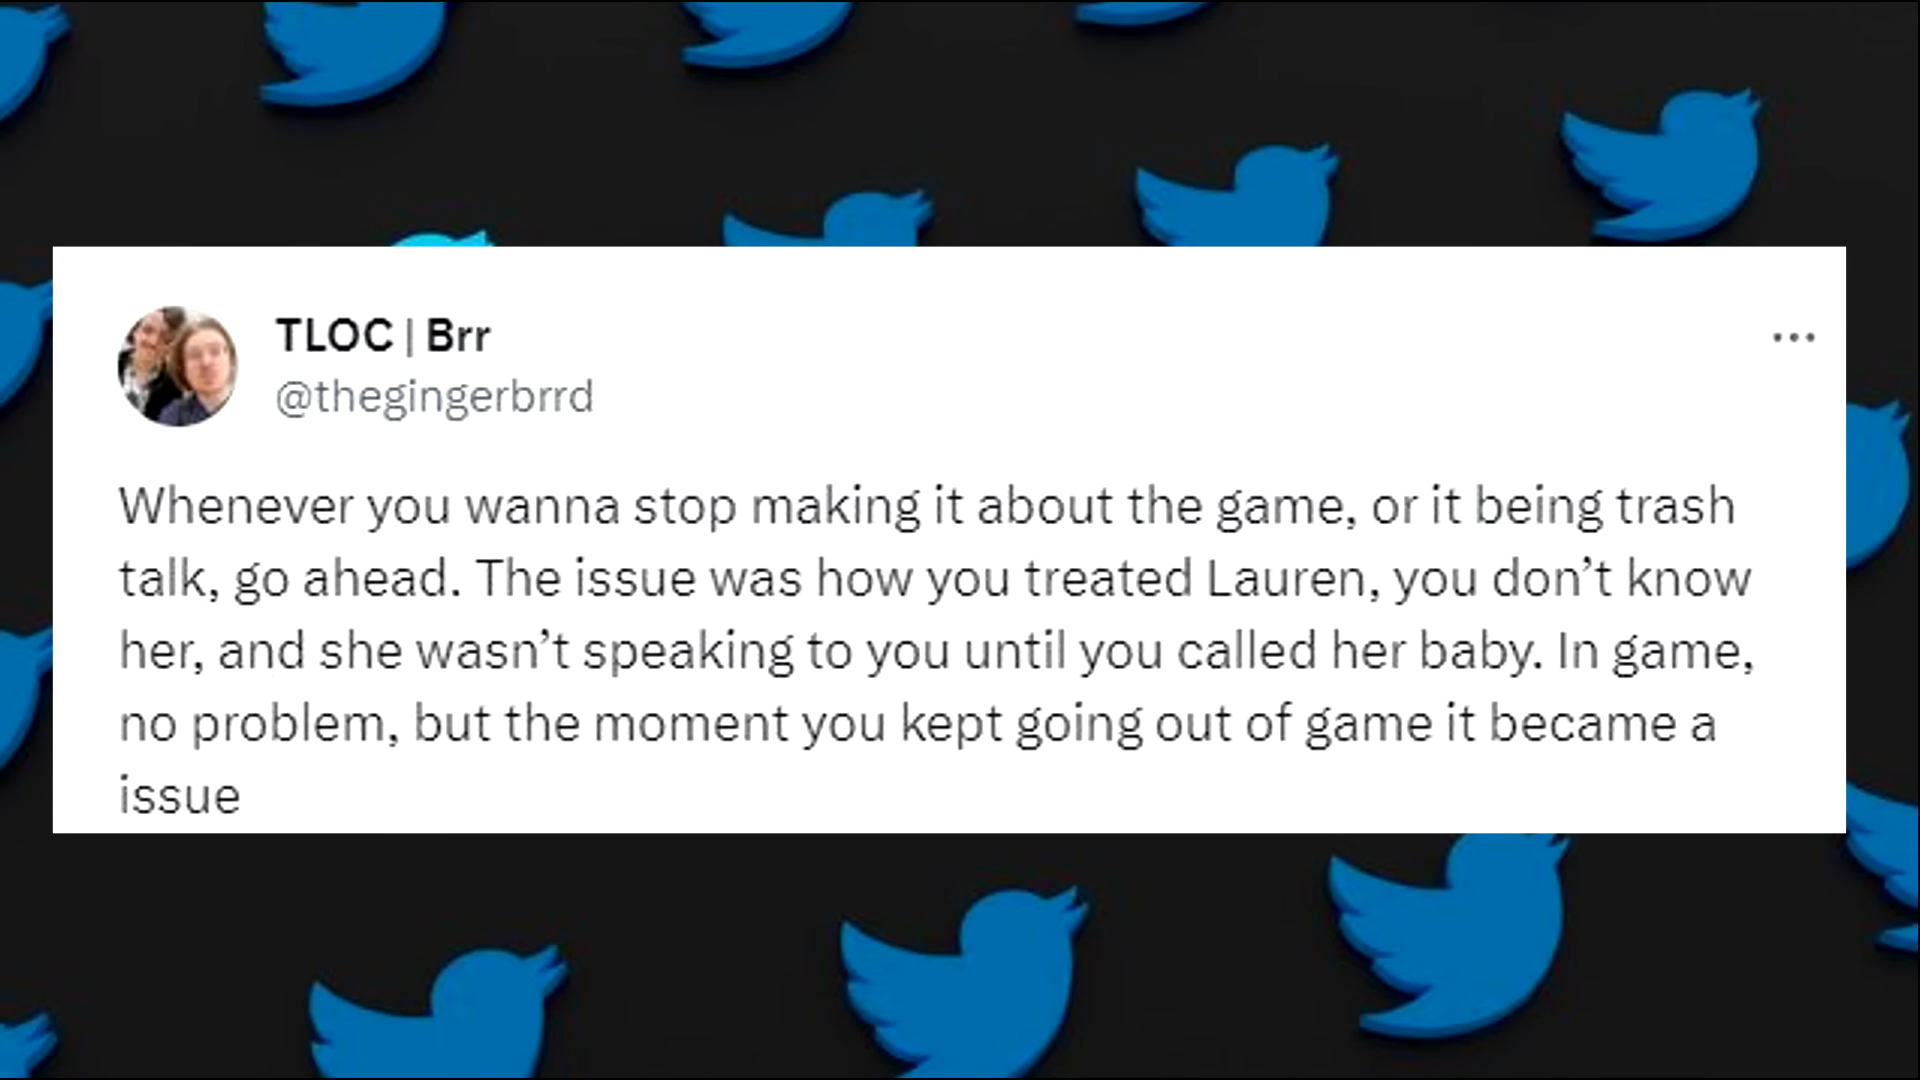 TLOC | Brr
@thegingerbrrd
Whenever you wanna stop making it about the game, or it being trash
talk, go ahead. The issue was how you treated Lauren, you don’t know
her, and she wasn’t speaking to you until you called her baby. In game,
no problem, but the moment you kept going out of game it became a
issue